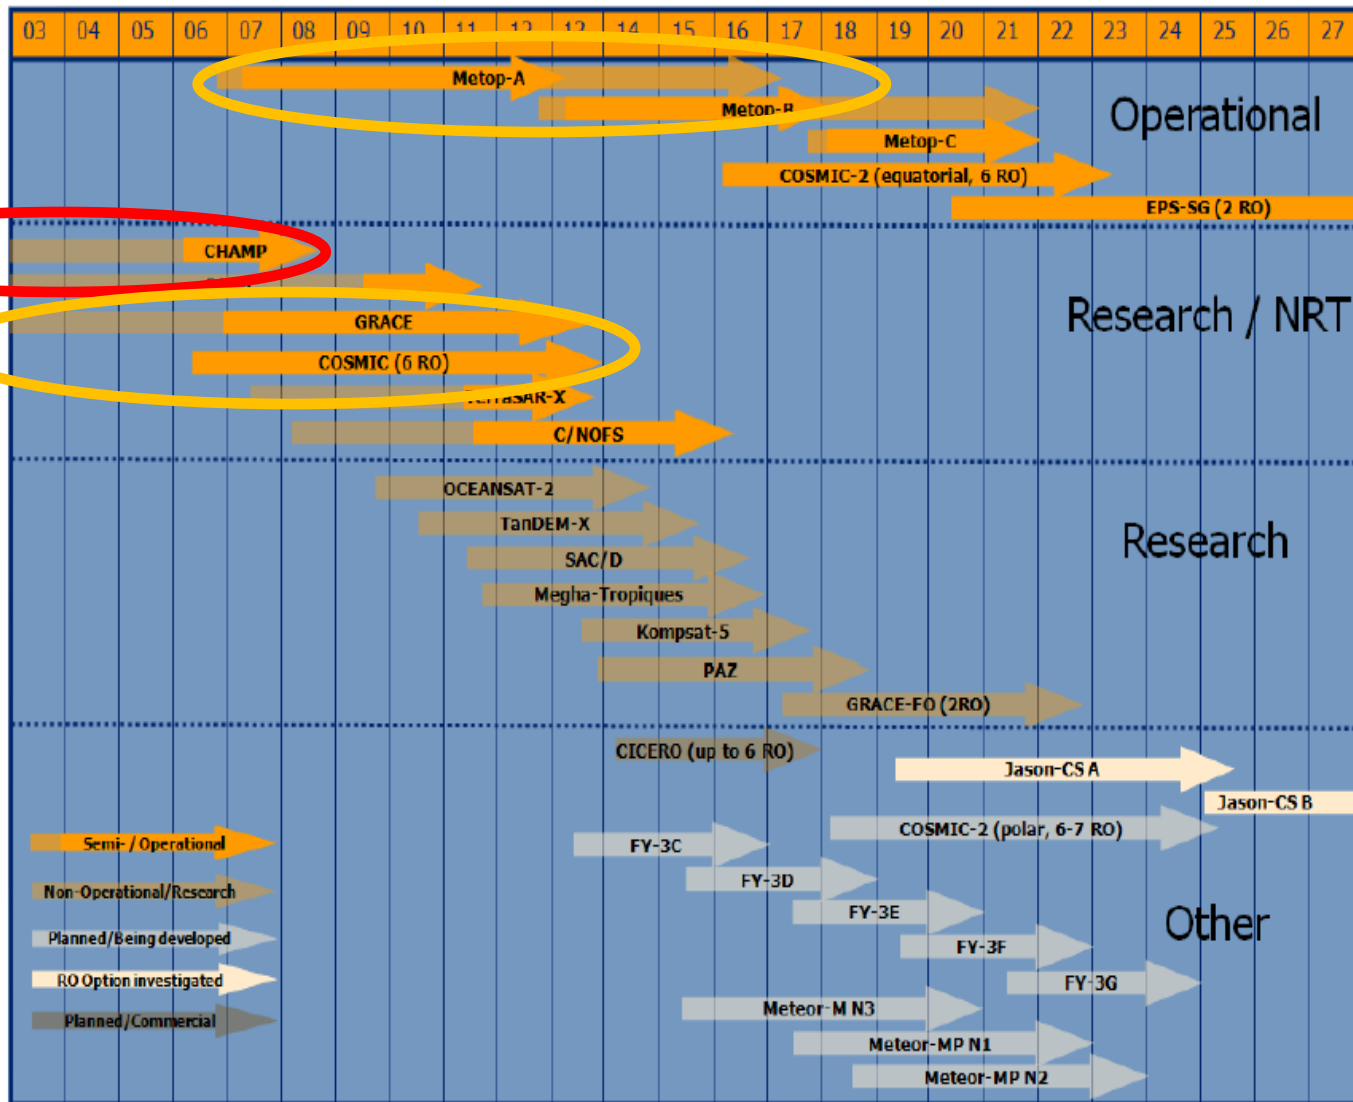 03 04 05 06 07 08 09 10 11 12 13 14 15 16 17 18 19 20 21 22 23 24 25 26 27
Metop-A
Metop-B
Operational
Metop-C
COSMIC-2 (equatorial, 6 RO)
EPS-SG (2 RO)
CHAMP
GRACE
Research / NRT
COSMIC (6 RO)
TerraSAR-X
C/NOFS
OCEANSAT-2
TanDEM-X
Research
SAC/D
Megha-Tropiques
Kompsat-5
PAZ
GRACE-FO (2RO)
CICERO (up to 6 RO)
Jason-CS A
Jason-CS B
COSMIC-2 (polar, 6-7 RO)
Semi- / Operational
FY-3C
FY-3D
Non-Operational/Research
FY-3E
Other
Planned/Being developed
FY-3F
RO Option investigated
FY-3G
Meteor-M N3
Planned/Commercial
Meteor-MP N1
Meteor-MP N2